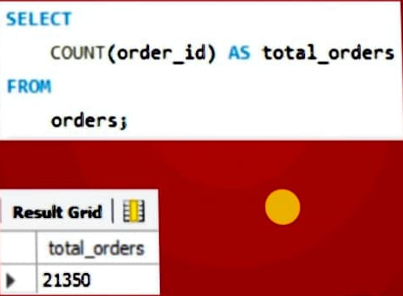 SELECT
COUNT(order_id) AS total_orders
FROM
orders;
Result Grid
total_orders
21350